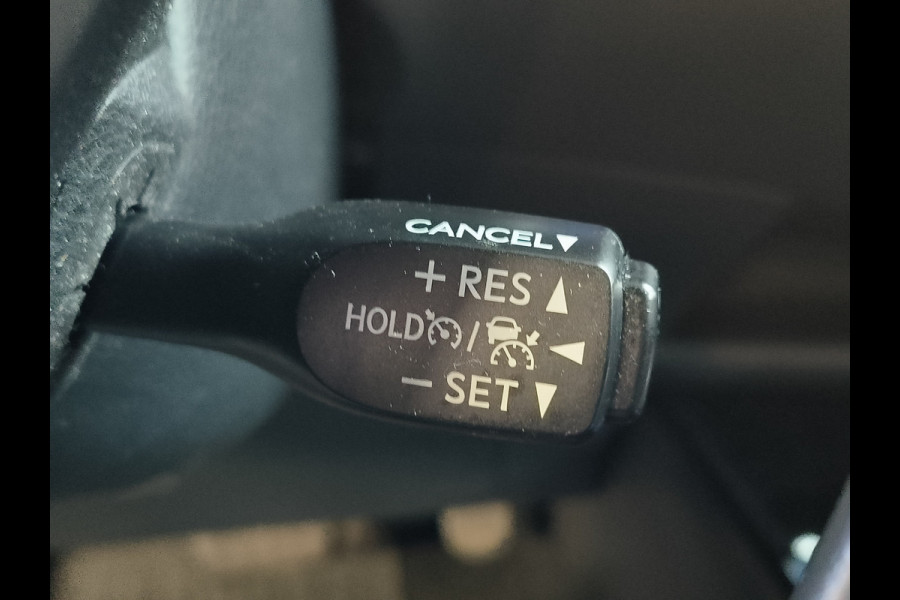 CANCEL▼
+ RES ▲
HOLD / ◀
− SET ▼